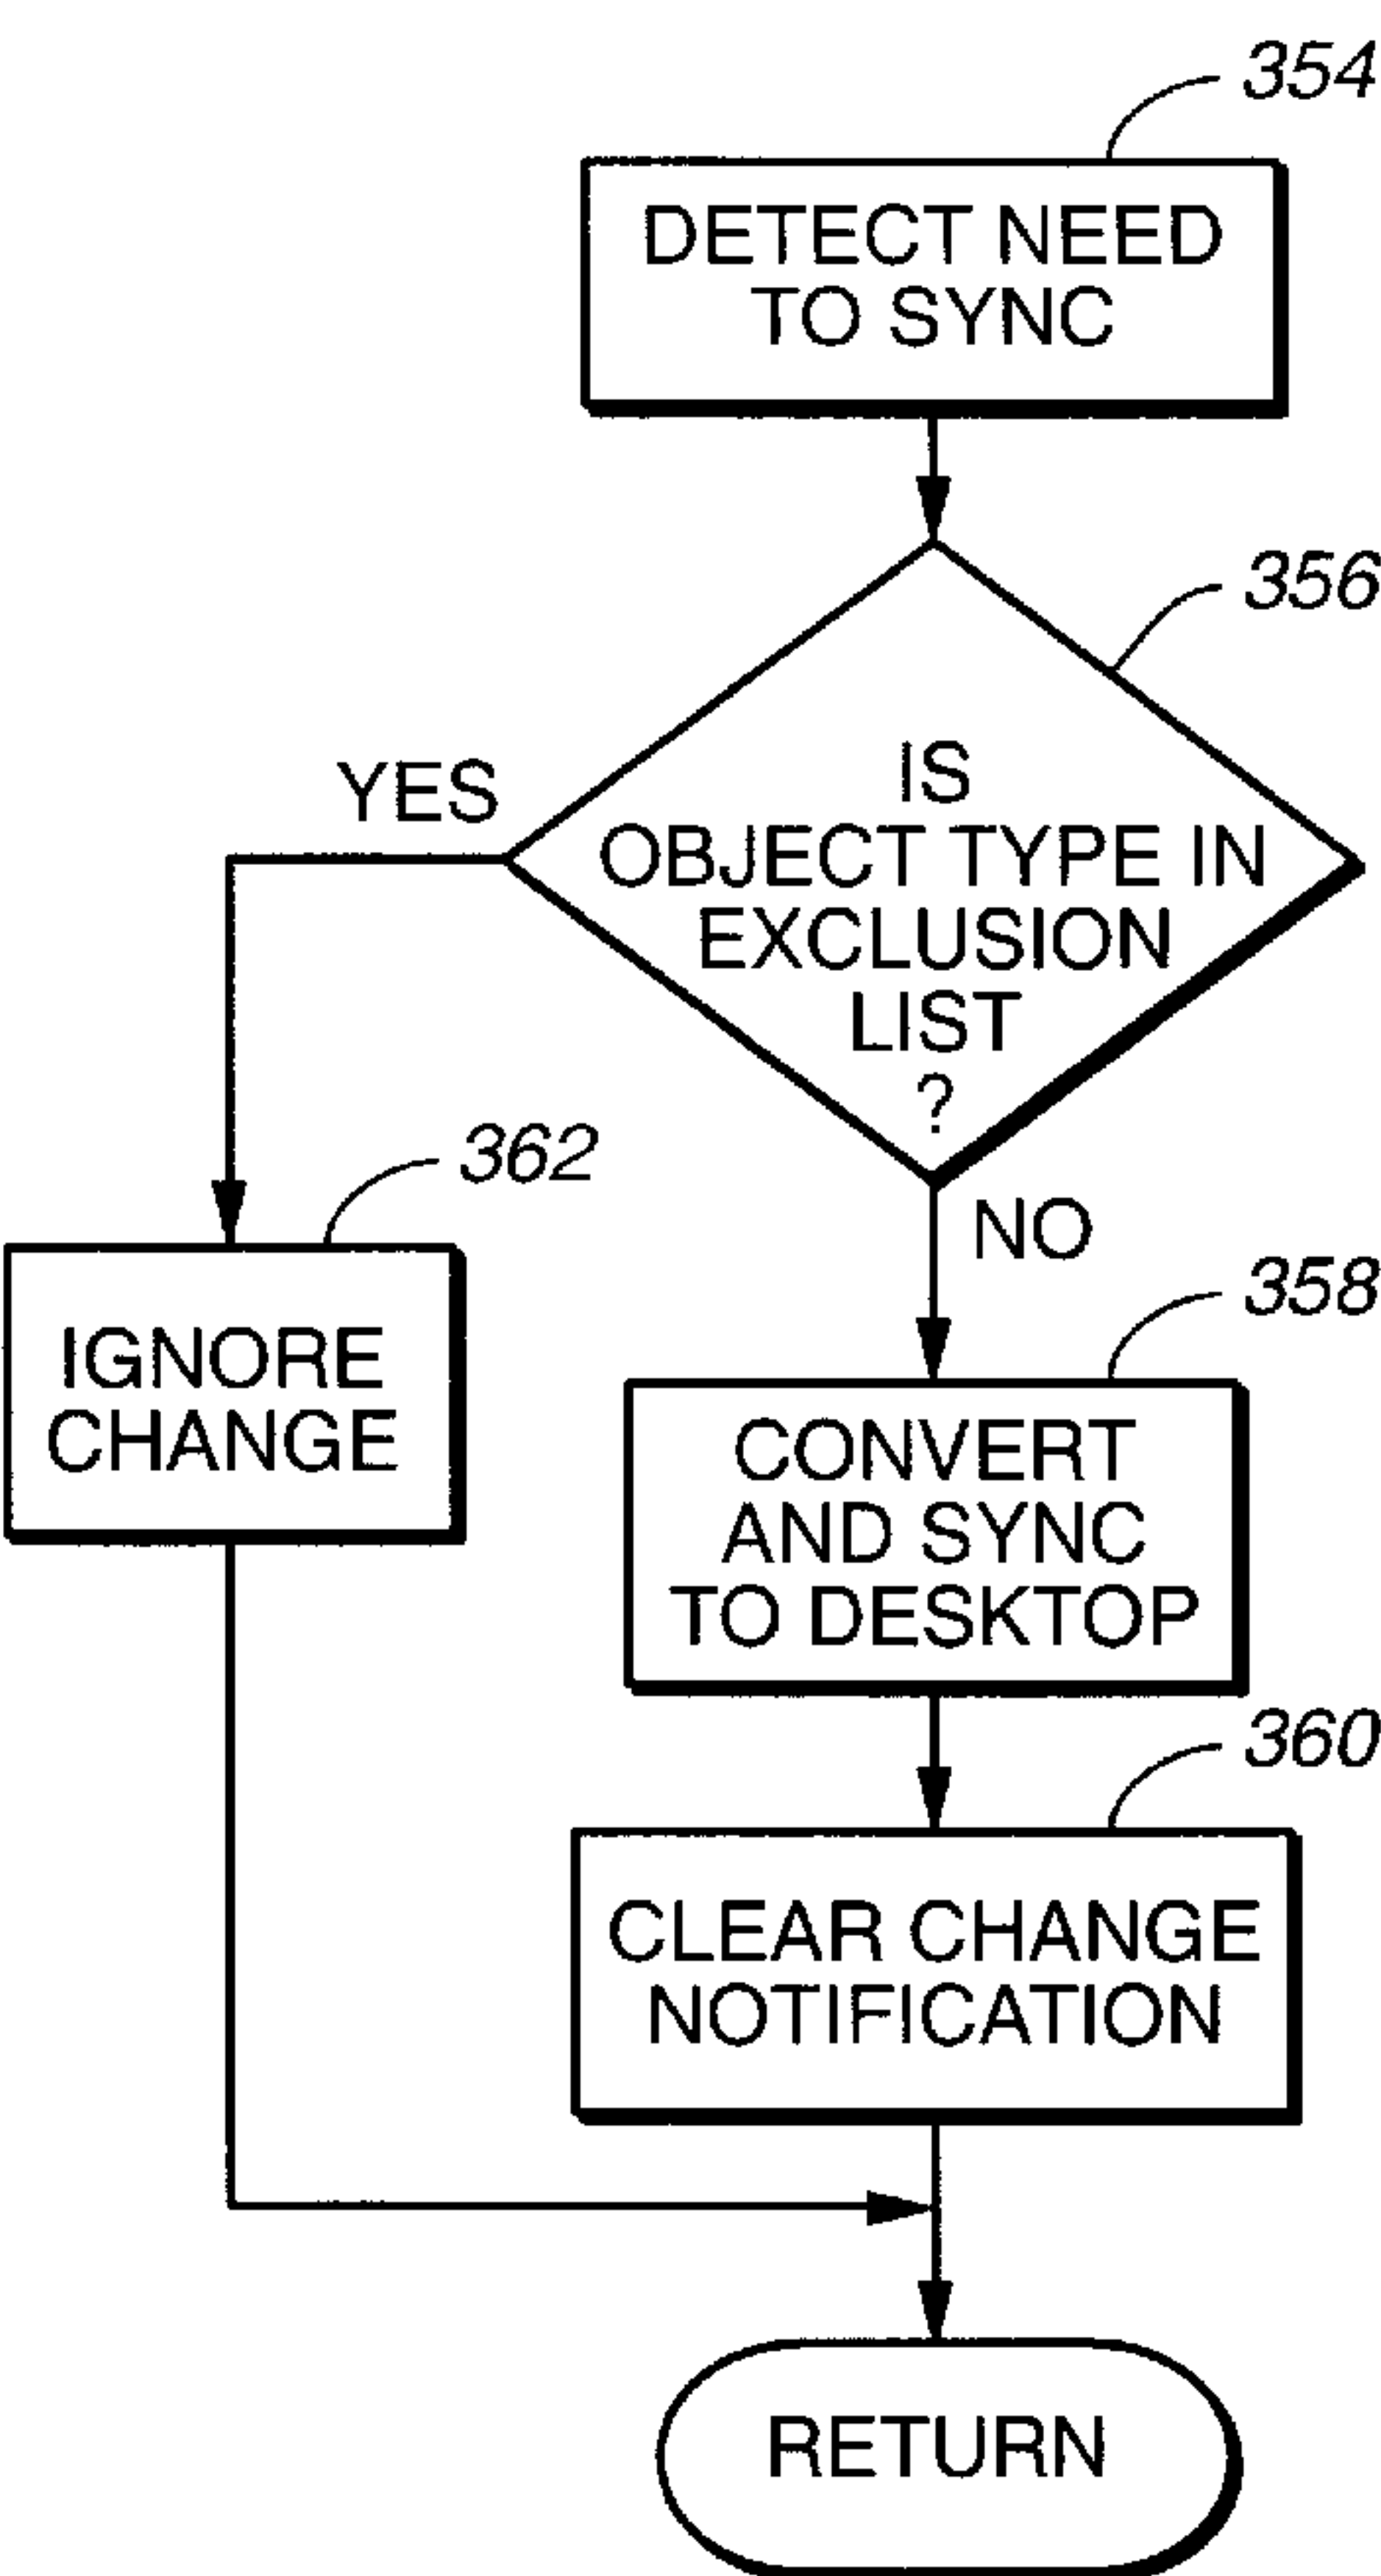 354
DETECT NEED
TO SYNC
356
IS
OBJECT TYPE IN
EXCLUSION
LIST
?
YES
NO
362
IGNORE
CHANGE
358
CONVERT
AND SYNC
TO DESKTOP
360
CLEAR CHANGE
NOTIFICATION
RETURN